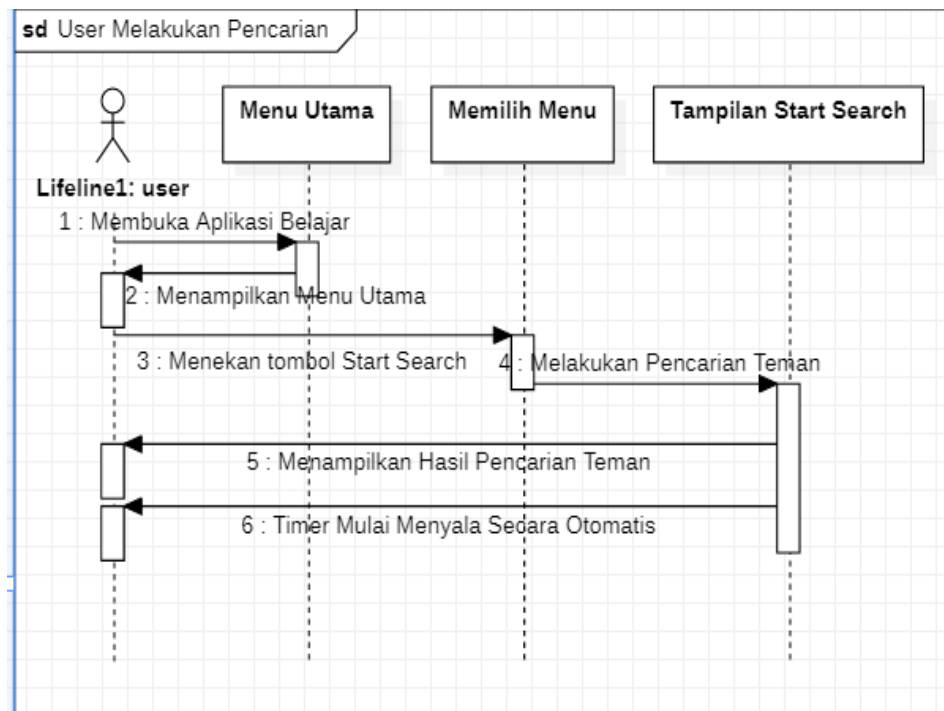 sd User Melakukan Pencarian
Menu Utama
Memilih Menu
Tampilan Start Search
Lifeline1: user
1 : Membuka Aplikasi Belajar
2 : Menampilkan Menu Utama
3 : Menekan tombol Start Search
4 : Melakukan Pencarian Teman
5 : Menampilkan Hasil Pencarian Teman
6 : Timer Mulai Menyala Secara Otomatis